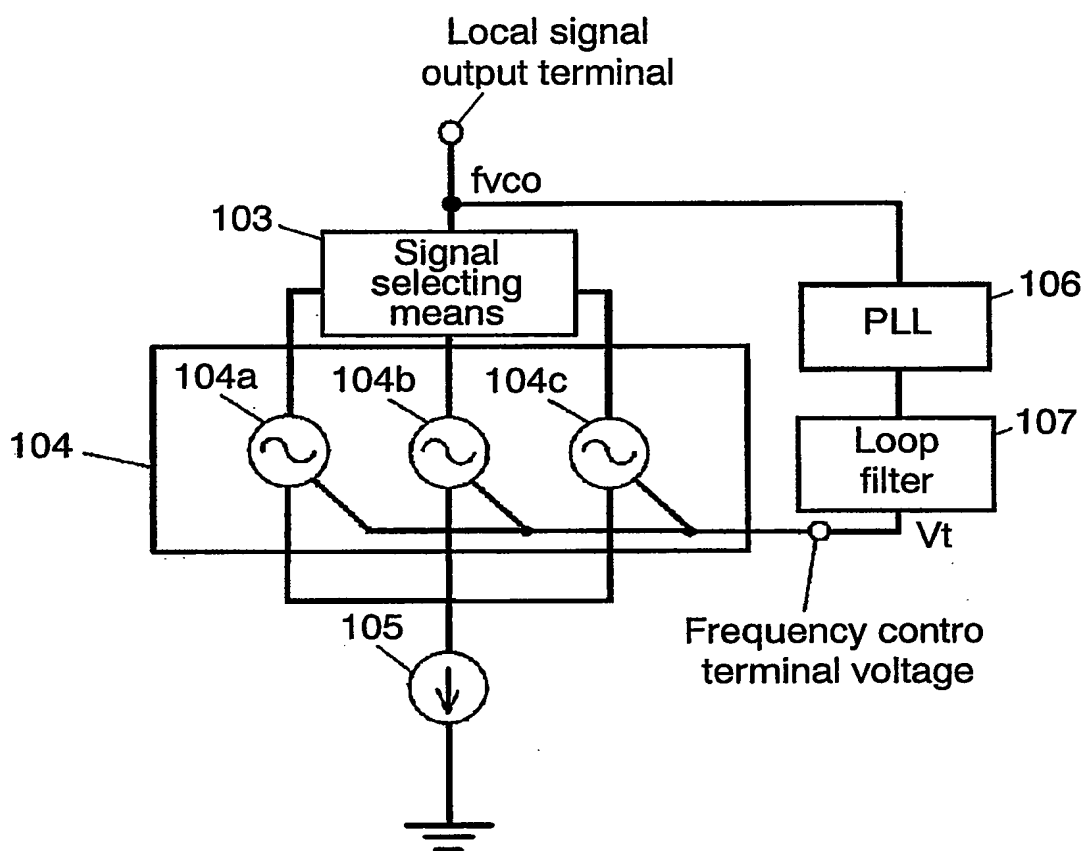 Local signal
output terminal
fvco
103
Signal
selecting
means
106
PLL
104a
104b
104c
107
Loop
filter
104
Vt
105
Frequency contro
terminal voltage